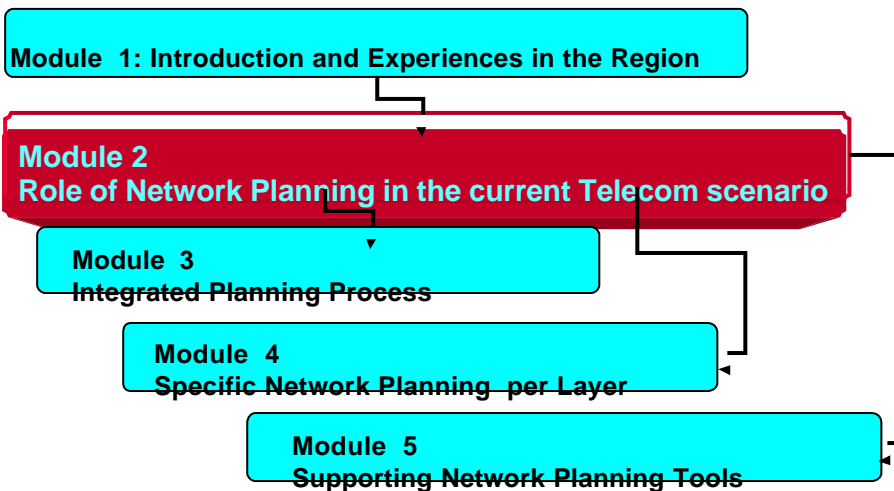 Module 1: Introduction and Experiences in the Region
Module 2
Role of Network Planning in the current Telecom scenario
Module 3
Integrated Planning Process
Module 4
Specific Network Planning per Layer
Module 5
Supporting Network Planning Tools